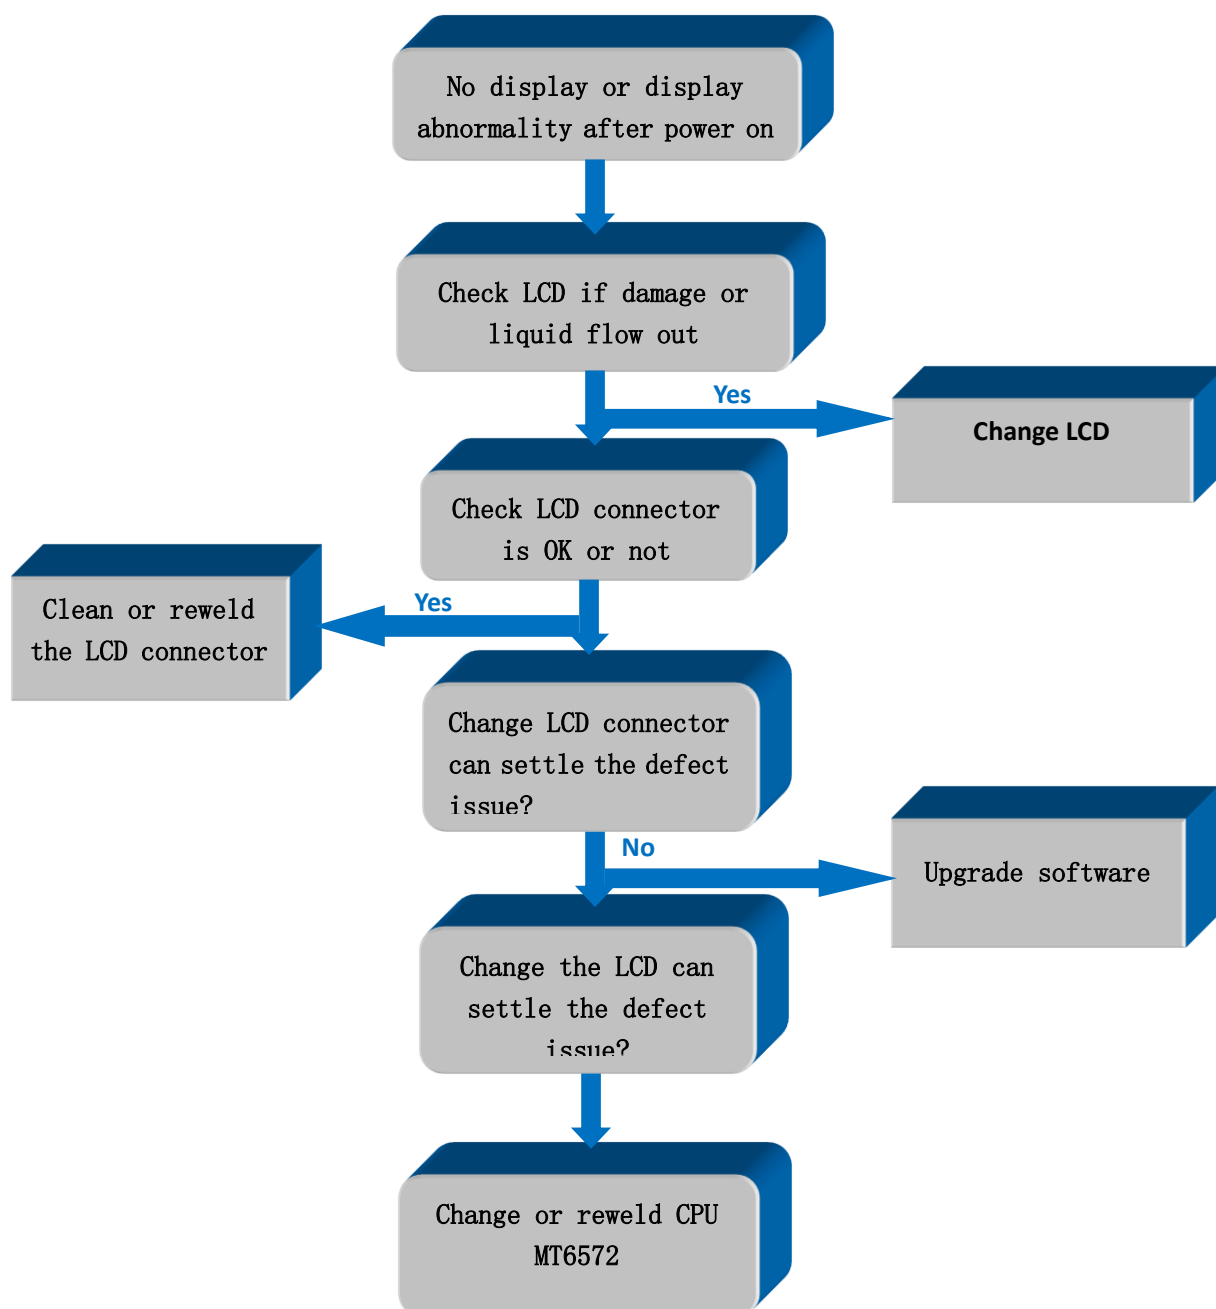 No display or display
abnormality after power on
Check LCD if damage or
liquid flow out
Yes
Change LCD
Check LCD connector
is OK or not
Yes
Clean or reweld
the LCD connector
Change LCD connector
can settle the defect
issue?
No
Upgrade software
Change the LCD can
settle the defect
issue?
Change or reweld CPU
MT6572